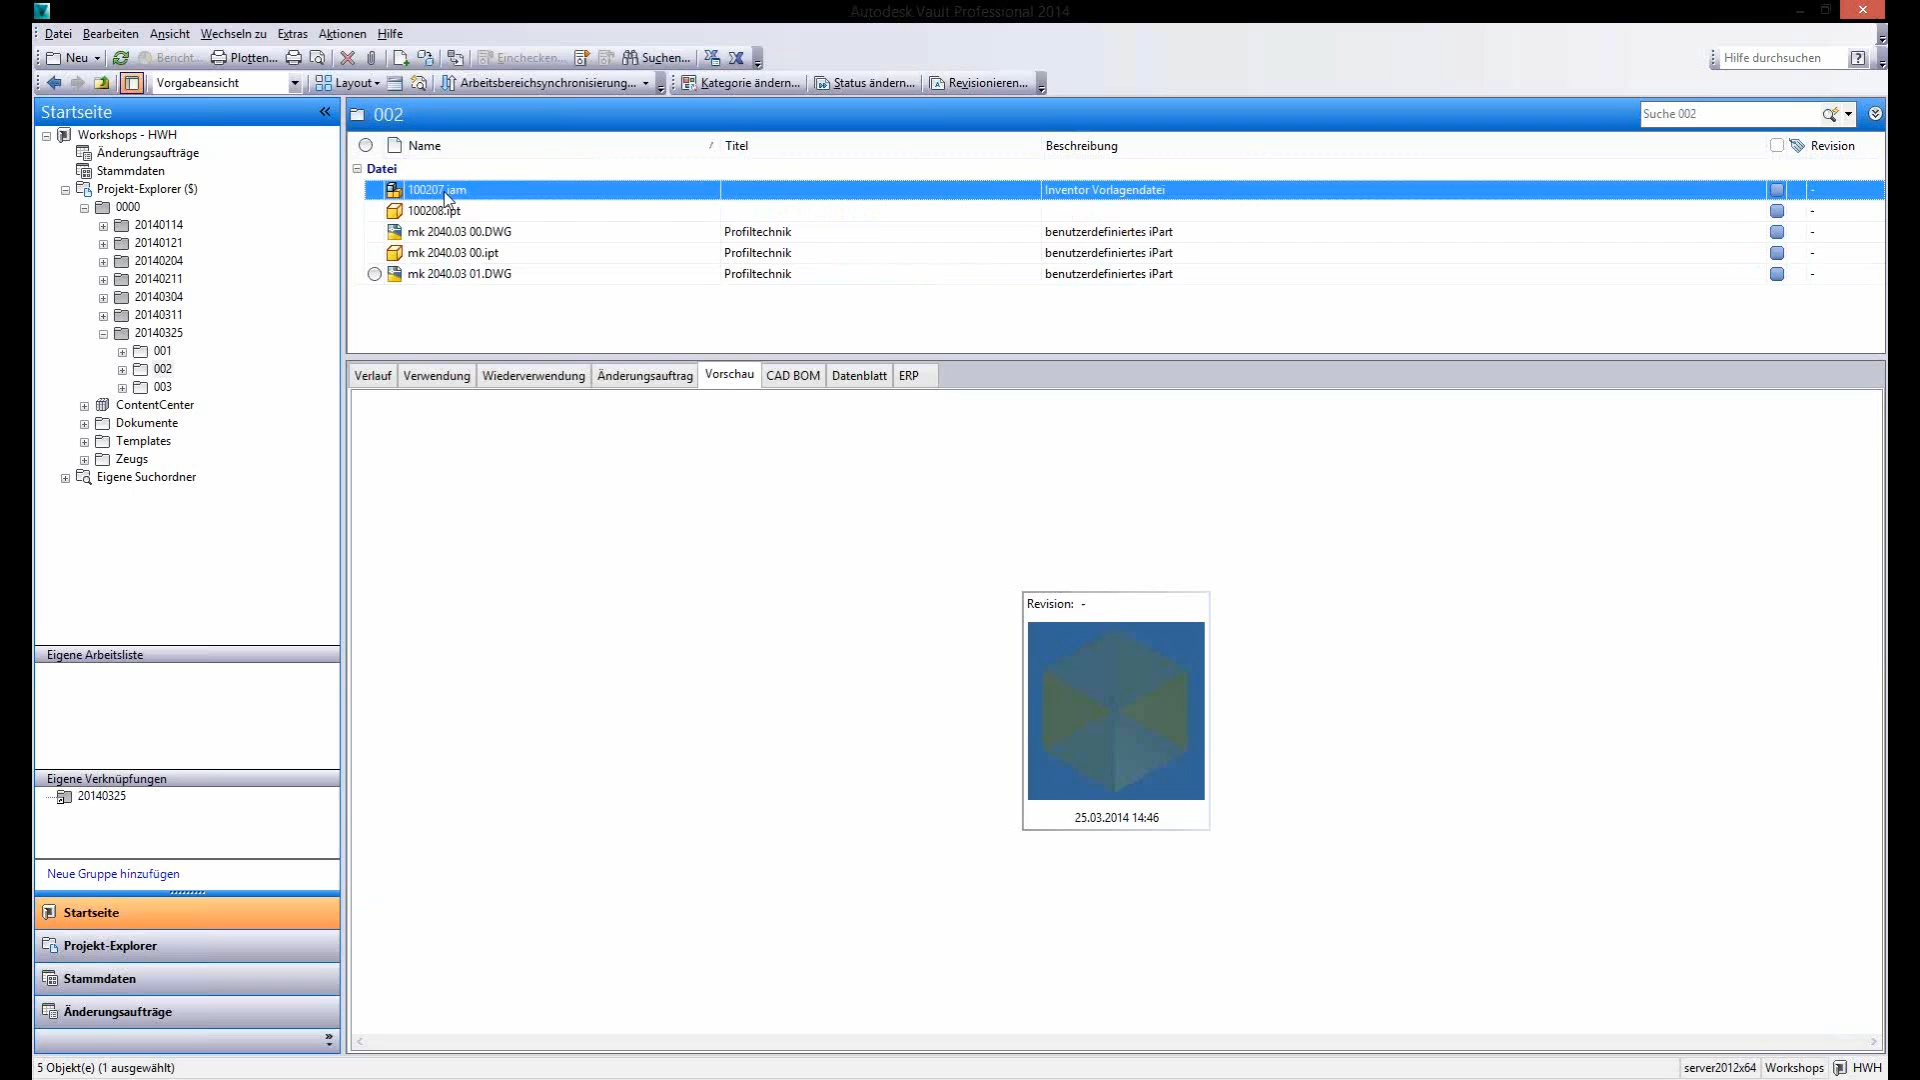 Autodesk Vault Professional 2014
Datei Bearbeiten Ansicht Wechseln zu Extras Aktionen Hilfe
Neu Bericht... Plotten... Einchecken... Suchen... Hilfe durchsuchen ?
Vorgabeansicht Layout Arbeitsbereichsynchronisierung... Kategorie ändern... Status ändern... Revisionieren...
Startseite «
Workshops - HWH
Änderungsaufträge
Stammdaten
Projekt-Explorer ($)
0000
20140114
20140121
20140204
20140211
20140304
20140311
20140325
001
002
003
ContentCenter
Dokumente
Templates
Zeugs
Eigene Suchordner
Eigene Arbeitsliste
Eigene Verknüpfungen
20140325
Neue Gruppe hinzufügen
Startseite
Projekt-Explorer
Stammdaten
Änderungsaufträge
»
002 Suche 002
Name / Titel Beschreibung Revision
Datei
100207.iam Inventor Vorlagendatei -
100208.ipt -
mk 2040.03 00.DWG Profiltechnik benutzerdefiniertes iPart -
mk 2040.03 00.ipt Profiltechnik benutzerdefiniertes iPart -
mk 2040.03 01.DWG Profiltechnik benutzerdefiniertes iPart -
Verlauf Verwendung Wiederverwendung Änderungsauftrag Vorschau CAD BOM Datenblatt ERP
Revision: -
25.03.2014 14:46
5 Objekt(e) (1 ausgewählt) server2012x64 Workshops HWH